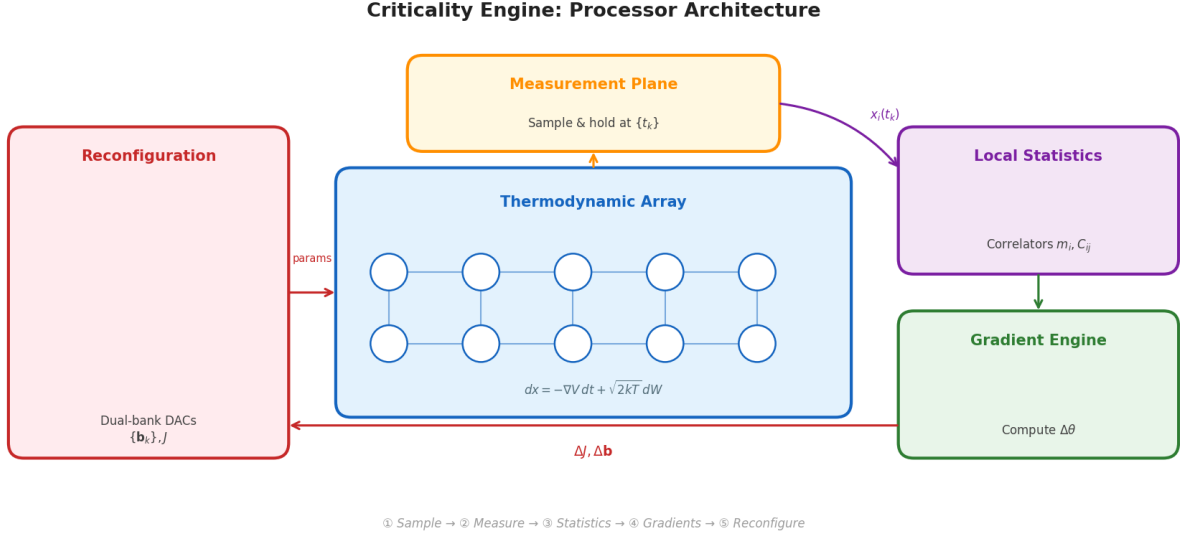 Criticality Engine: Processor Architecture
Measurement Plane
Sample & hold at {t_k}
x_i(t_k)
Reconfiguration
Dual-bank DACs
{b_k}, J
params
Thermodynamic Array
dx = −∇V dt + √2kT dW
Local Statistics
Correlators m_i, C_ij
Gradient Engine
Compute Δθ
ΔJ, Δb
① Sample → ② Measure → ③ Statistics → ④ Gradients → ⑤ Reconfigure